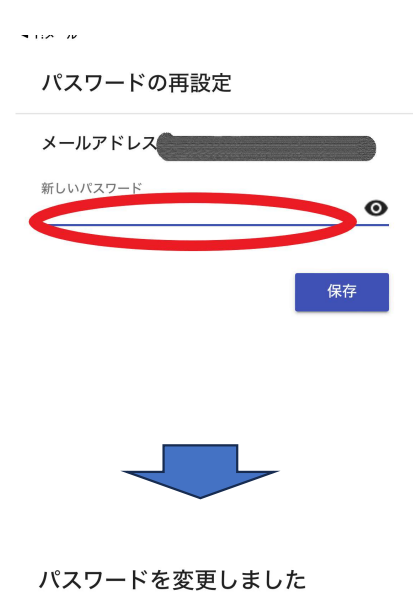 パスワードの再設定
メールアドレス
新しいパスワード
保存
パスワードを変更しました